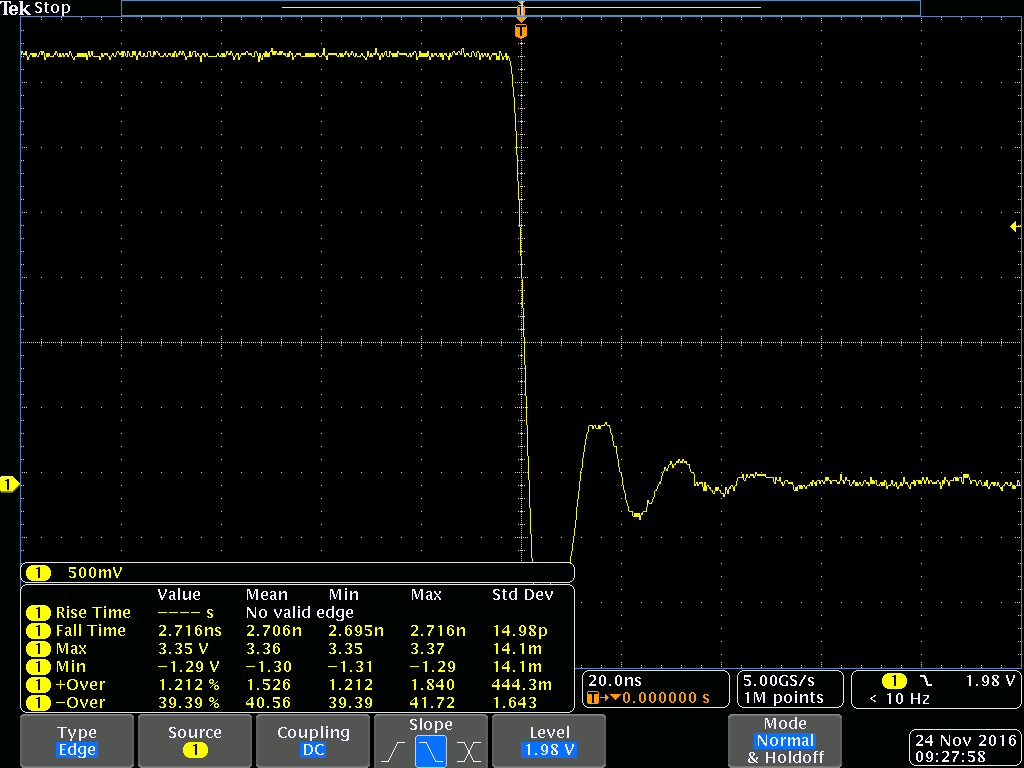 Tek Stop
T
T
1
1 500mV
Value Mean Min Max Std Dev
1 Rise Time ---- s No valid edge
1 Fall Time 2.716ns 2.706n 2.695n 2.716n 14.98p
1 Max 3.35 V 3.36 3.35 3.37 14.1m
1 Min −1.29 V −1.30 −1.31 −1.29 14.1m
1 +Over 1.212 % 1.526 1.212 1.840 444.3m
1 −Over 39.39 % 40.56 39.39 41.72 1.643
20.0ns
T→▼0.000000 s
5.00GS/s
1M points
1 1.98 V
< 10 Hz
Type
Edge
Source
1
Coupling
DC
Slope
Level
1.98 V
Mode
Normal
& Holdoff
24 Nov 2016
09:27:58